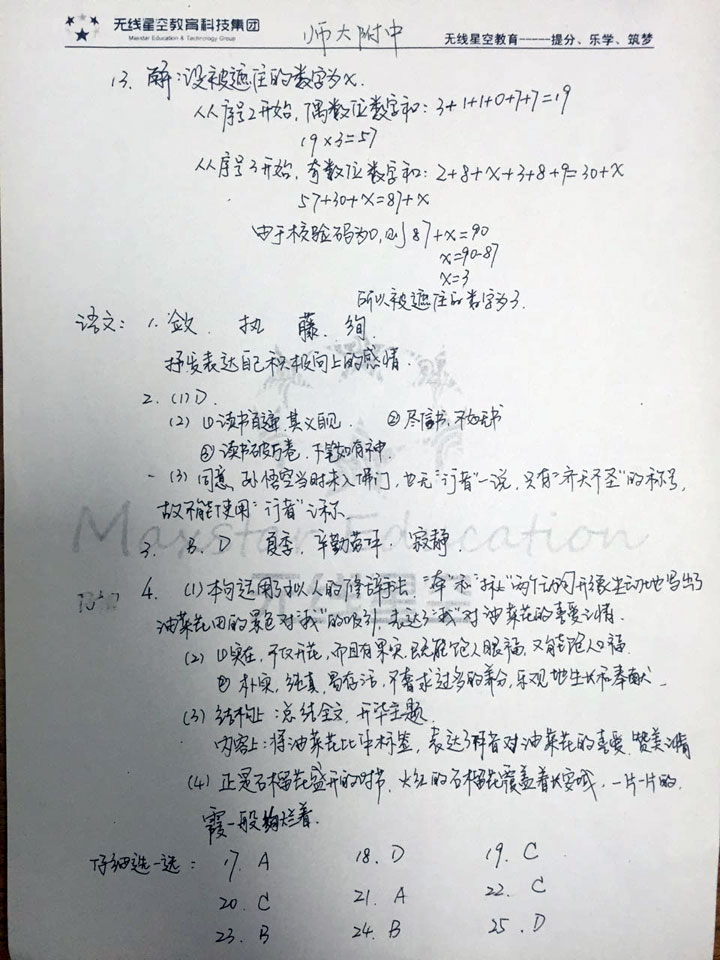 无线星空教育科技集团
Maxstar Education & Technology Group
师大附中
无线星空教育-----提分、乐学、筑梦
13. 解:设被遮住的数字为x.
从序号2开始,偶数位数字和:3+1+1+0+7+7=19
19×3=57
从序号3开始,奇数位数字和:2+8+x+3+8+9=30+x
57+30+x=87+x
由于校验码为0,则87+x=90
x=90-87
x=3
所以被遮住的数字为3.
语文: 1. 敛 执 藤 绚
抒发表达自己积极向上的感情.
2. (1) D.
(2) ①读书百遍,其义自见. ②尽信书,不如无书
③读书破万卷,下笔如有神.
(3) 同意,孙悟空当时未入佛门,也无“行者”一说,只有“齐天大圣”的称号,
故不能使用“行者”之称.
Maxstar Education
3. B. D 夏季. 辛勤劳作. 寂静.
4. (1) 本句运用了拟人的修辞手法,“牵”和“扯”两个动词形象生动地写出了
油菜花田的景色对“我”的吸引,表达了“我”对油菜花的喜爱之情.
(2) ①实在,不仅开花,而且有果实,既能饱人眼福,又能饱人口福.
② 朴实,纯真,易存活,不奢求过多的养分,乐观地生长和奉献.
(3) 结构上:总结全文,升华主题.
内容上:将油菜花比作标签,表达了作者对油菜花的喜爱、赞美之情
(4) 正是石榴花盛开的时节,火红的石榴花覆盖着长安城,一片一片的,
霞一般绚烂着.
仔细选一选: 17. A 18. D 19. C
20. C 21. A 22. C
23. B 24. B 25. D